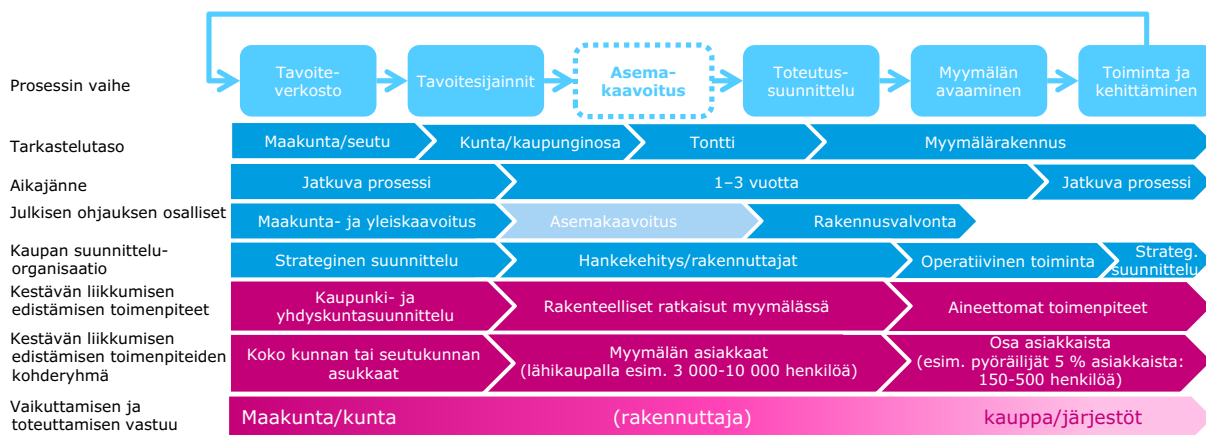 Prosessin vaihe
Tavoite-
verkosto
Tavoitesijainnit
Asema-
kaavoitus
Toteutus-
suunnittelu
Myymälän
avaaminen
Toiminta ja
kehittäminen
Tarkastelutaso
Maakunta/seutu
Kunta/kaupunginosa
Tontti
Myymälärakennus
Aikajänne
Jatkuva prosessi
1–3 vuotta
Jatkuva prosessi
Julkisen ohjauksen osalliset
Maakunta- ja yleiskaavoitus
Asemakaavoitus
Rakennusvalvonta
Kaupan suunnittelu-
organisaatio
Strateginen suunnittelu
Hankekehitys/rakennuttajat
Operatiivinen toiminta
Strateg.
suunnittelu
Kestävän liikkumisen
edistämisen toimenpiteet
Kaupunki- ja
yhdyskuntasuunnittelu
Rakenteelliset ratkaisut myymälässä
Aineettomat toimenpiteet
Kestävän liikkumisen
edistämisen toimenpiteiden
kohderyhmä
Koko kunnan tai seutukunnan
asukkaat
Myymälän asiakkaat
(lähikaupalla esim. 3 000-10 000 henkilöä)
Osa asiakkaista
(esim. pyöräilijät 5 % asiakkaista:
150-500 henkilöä)
Vaikuttamisen ja
toteuttamisen vastuu
Maakunta/kunta
(rakennuttaja)
kauppa/järjestöt